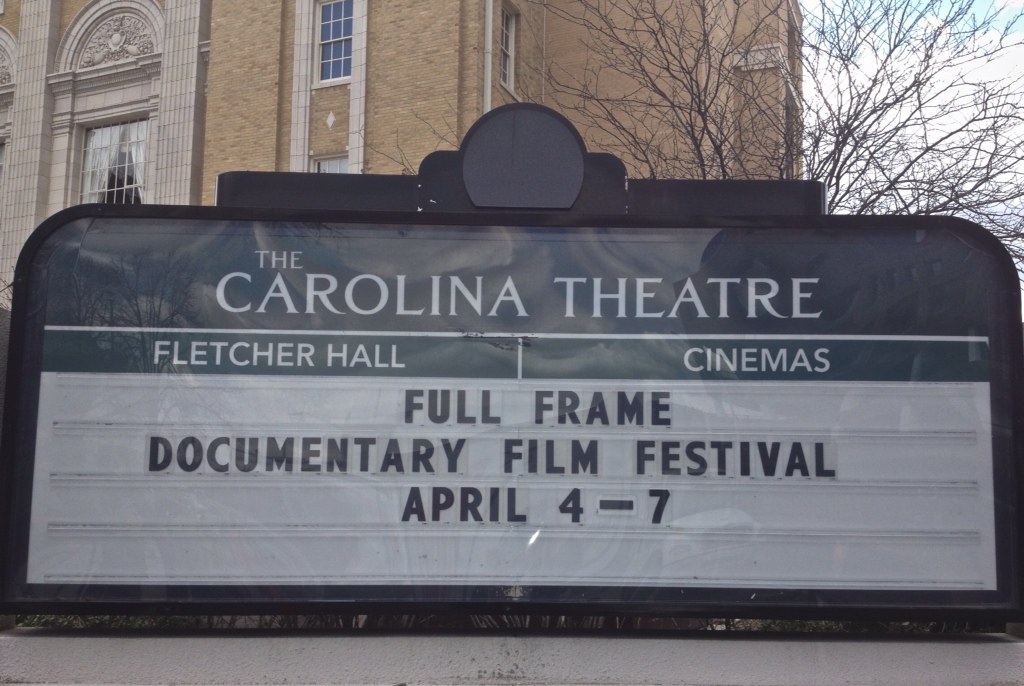 THE
CAROLINA THEATRE
FLETCHER HALL
CINEMAS
FULL FRAME
DOCUMENTARY FILM FESTIVAL
APRIL 4 — 7